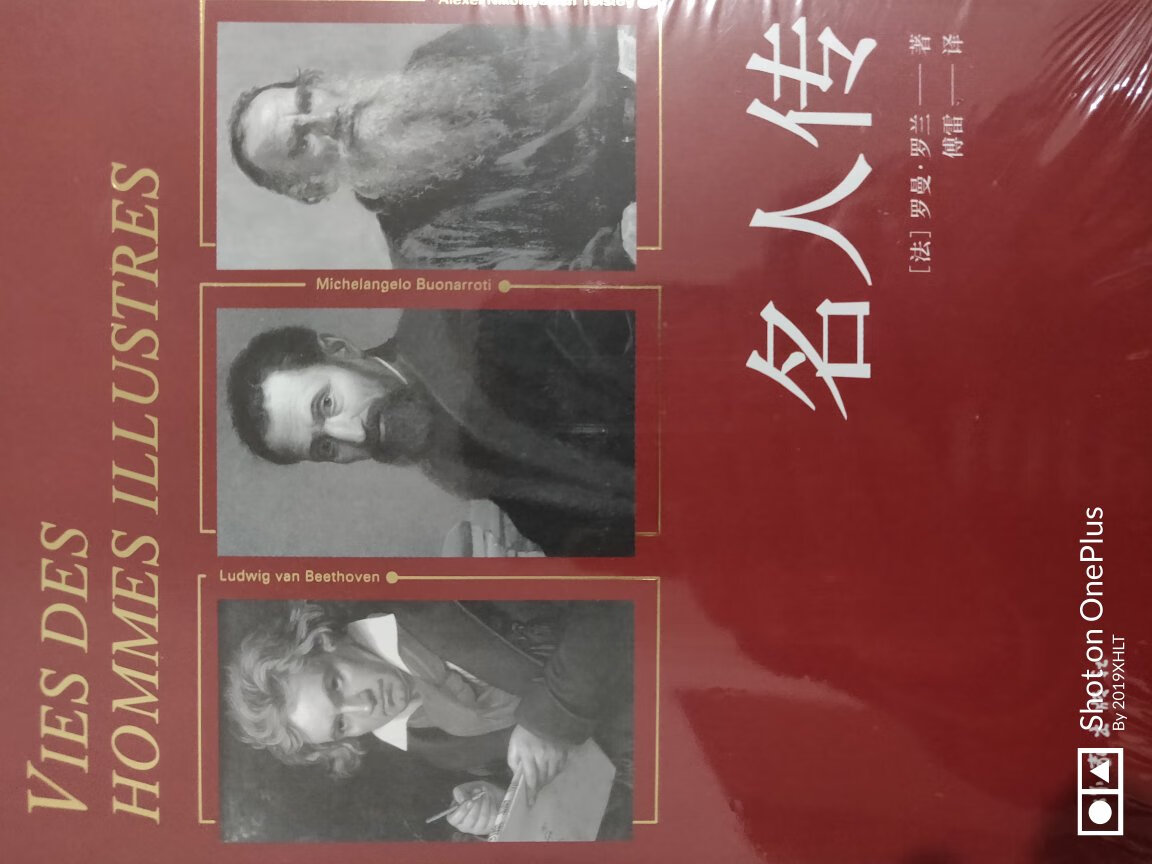 VIES DES
HOMMES ILLUSTRES
Ludwig van Beethoven
Michelangelo Buonarroti
名人传
[法] 罗曼·罗兰 —— 著
傅雷 —— 译
Shot on OnePlus
By 2019XHLT